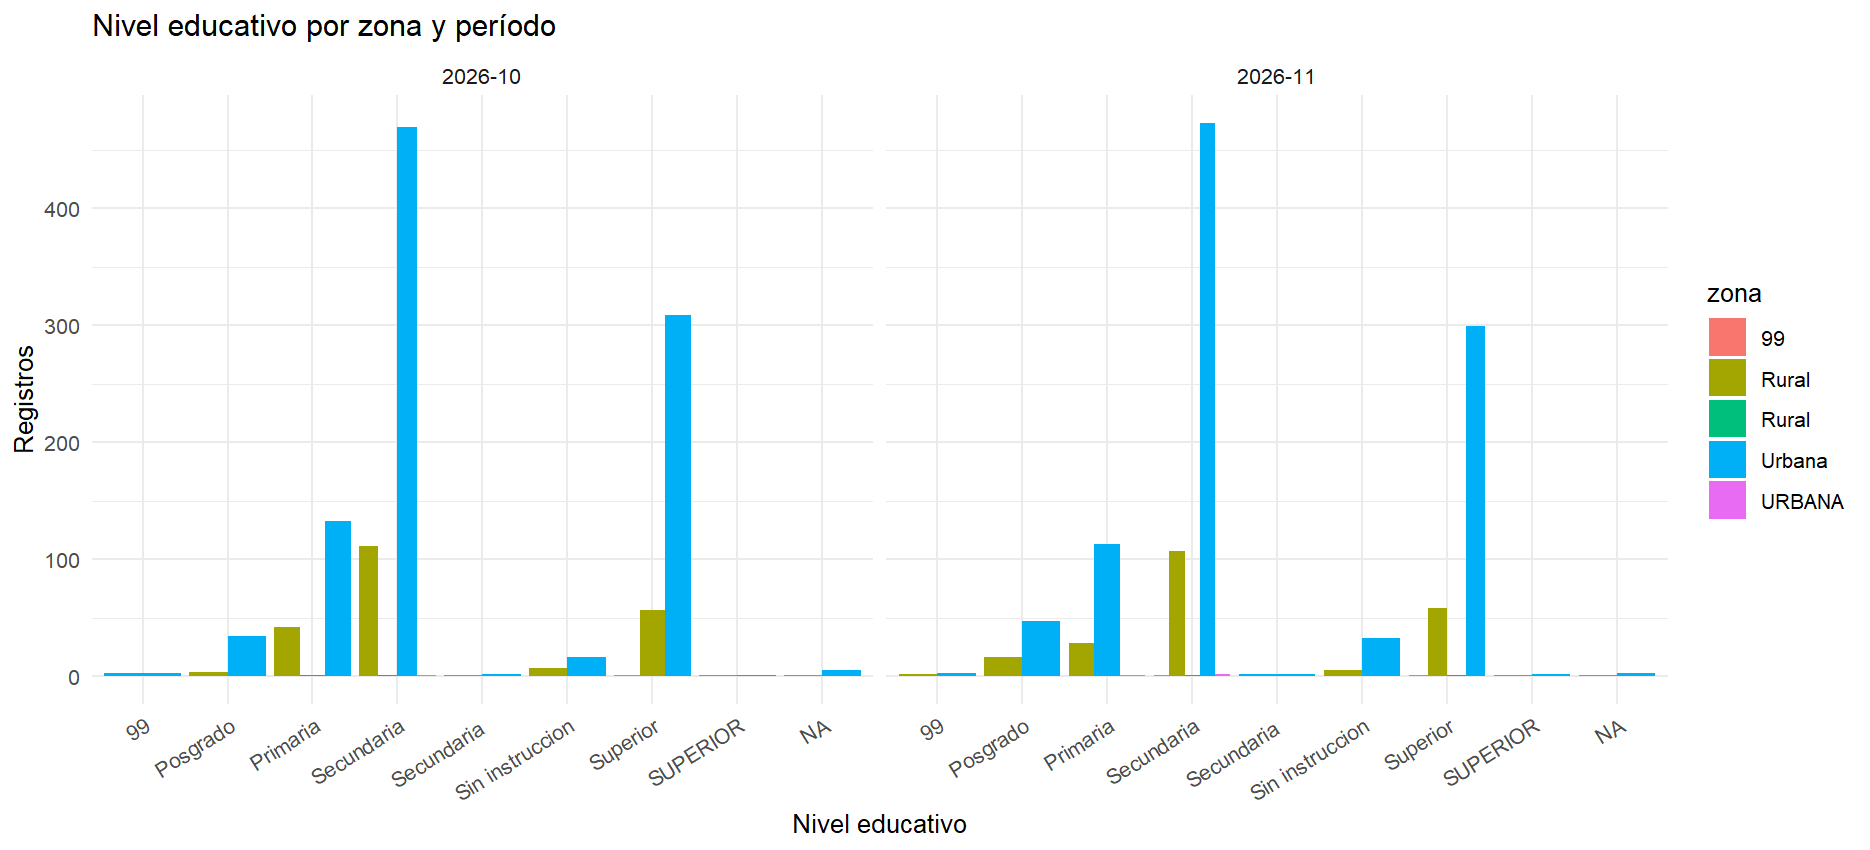 Nivel educativo por zona y período
2026-10
2026-11
Registros
400
300
200
100
0
99
Posgrado
Primaria
Secundaria
Secundaria
Sin instruccion
Superior
SUPERIOR
NA
99
Posgrado
Primaria
Secundaria
Secundaria
Sin instruccion
Superior
SUPERIOR
NA
Nivel educativo
zona
99
Rural
Rural
Urbana
URBANA